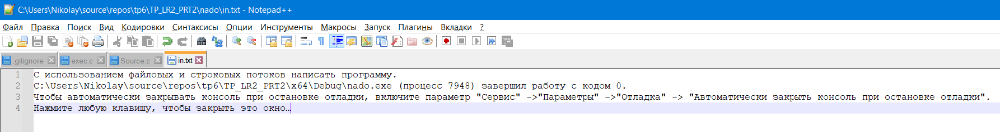 C:\Users\Nikolay\source\repos\tp6\TP_LR2_PRT2\nado\in.txt - Notepad++
Файл Правка Поиск Вид Кодировки Синтаксисы Опции Инструменты Макросы Запуск Плагины Вкладки ?
.gitignore exec.c Source.c in.txt
1 С использованием файловых и строковых потоков написать программу.
2 C:\Users\Nikolay\source\repos\tp6\TP_LR2_PRT2\x64\Debug\nado.exe (процесс 7948) завершил работу с кодом 0.
3 Чтобы автоматически закрывать консоль при остановке отладки, включите параметр "Сервис" ->"Параметры" ->"Отладка" -> "Автоматически закрыть консоль при остановке отладки".
4 Нажмите любую клавишу, чтобы закрыть это окно…